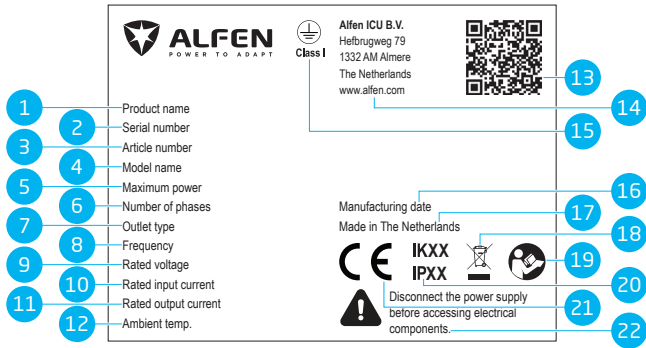 ALFEN
POWER TO ADAPT
Class I
Alfen ICU B.V.
Hefbrugweg 79
1332 AM Almere
The Netherlands
www.alfen.com
13
14
15
1 Product name
2 Serial number
3 Article number
4 Model name
5 Maximum power
6 Number of phases
7 Outlet type
8 Frequency
9 Rated voltage
10 Rated input current
11 Rated output current
12 Ambient temp.
Manufacturing date 16
Made in The Netherlands 17
18
CE
IKXX
IPXX
19
20
21
Disconnect the power supply
before accessing electrical
components. 22